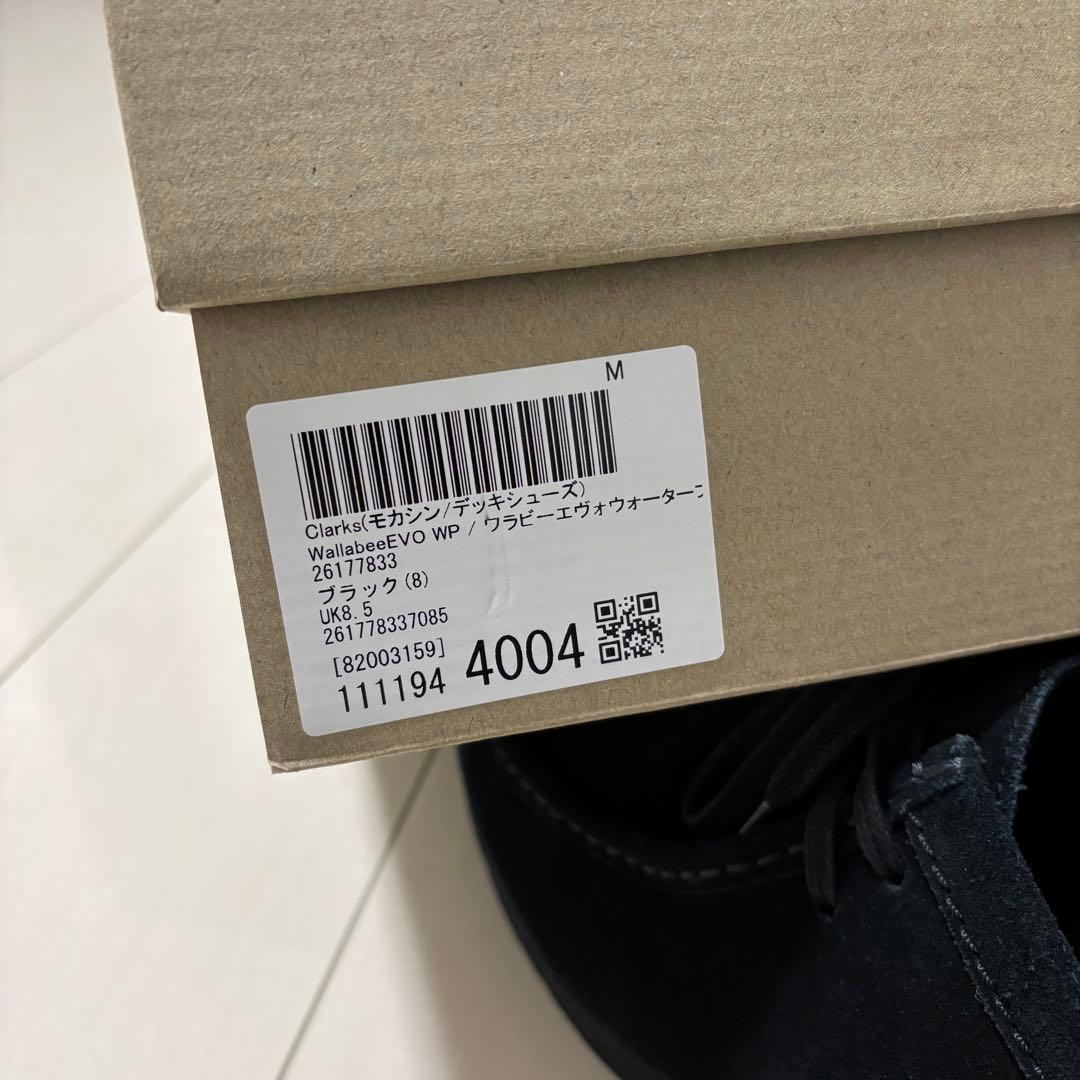 M
Clarks(モカシン/デッキシューズ)
WallabeeEVO WP / ワラビーエヴォウォータープ
26177833
ブラック(8)
UK8.5
261778337085
[82003159]
111194 4004